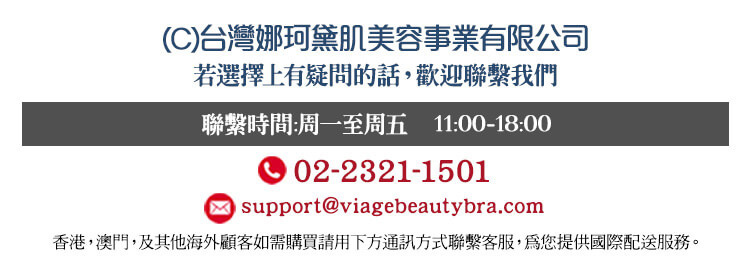 (C)台灣娜珂黛肌美容事業有限公司
若選擇上有疑問的話，歡迎聯繫我們
聯繫時間:周一至周五 11:00-18:00
02-2321-1501
support@viagebeautybra.com
香港，澳門，及其他海外顧客如需購買請用下方通訊方式聯繫客服，為您提供國際配送服務。